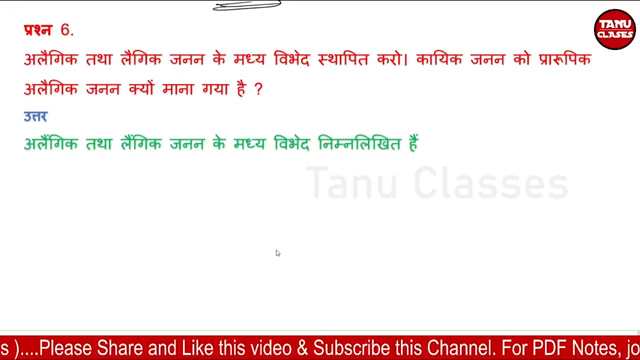 TANU
CLASES
प्रश्न 6.
अलैगिक तथा लैगिक जनन के मध्य विभेद स्थापित करो। कायिक जनन को प्रारूपिक
अलैगिक जनन क्यों माना गया है ?
उत्तर
अलैंगिक तथा लैंगिक जनन के मध्य विभेद निम्नलिखित हैं
Tanu Classes
s )....Please Share and Like this video & Subscribe this Channel. For PDF Notes, jo